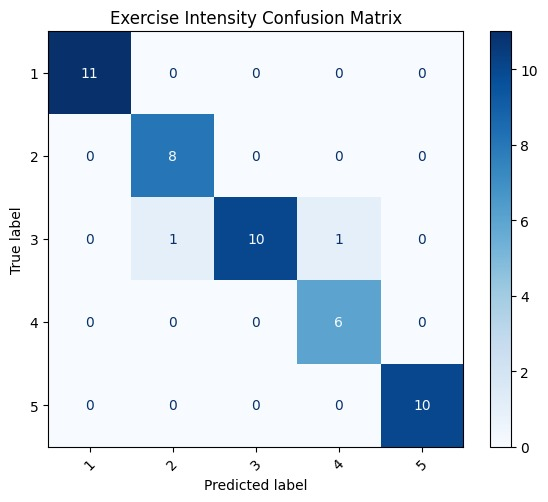 Exercise Intensity Confusion Matrix
True label
1 11 0 0 0 0
2 0 8 0 0 0
3 0 1 10 1 0
4 0 0 0 6 0
5 0 0 0 0 10
1 2 3 4 5
Predicted label
10
8
6
4
2
0